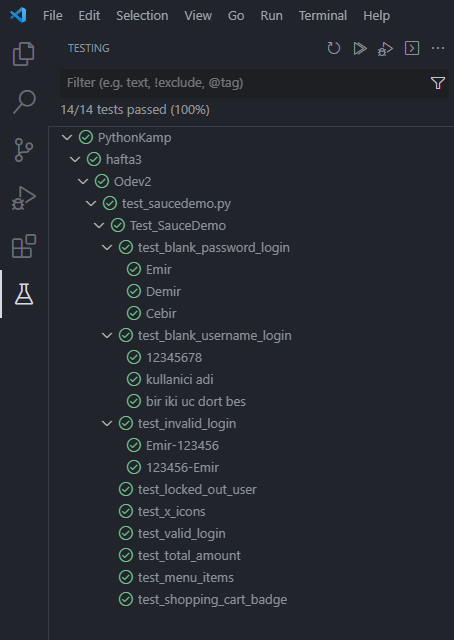 File Edit Selection View Go Run Terminal Help
TESTING
Filter (e.g. text, !exclude, @tag)
14/14 tests passed (100%)
PythonKamp
hafta3
Odev2
test_saucedemo.py
Test_SauceDemo
test_blank_password_login
Emir
Demir
Cebir
test_blank_username_login
12345678
kullanici adi
bir iki uc dort bes
test_invalid_login
Emir-123456
123456-Emir
test_locked_out_user
test_x_icons
test_valid_login
test_total_amount
test_menu_items
test_shopping_cart_badge